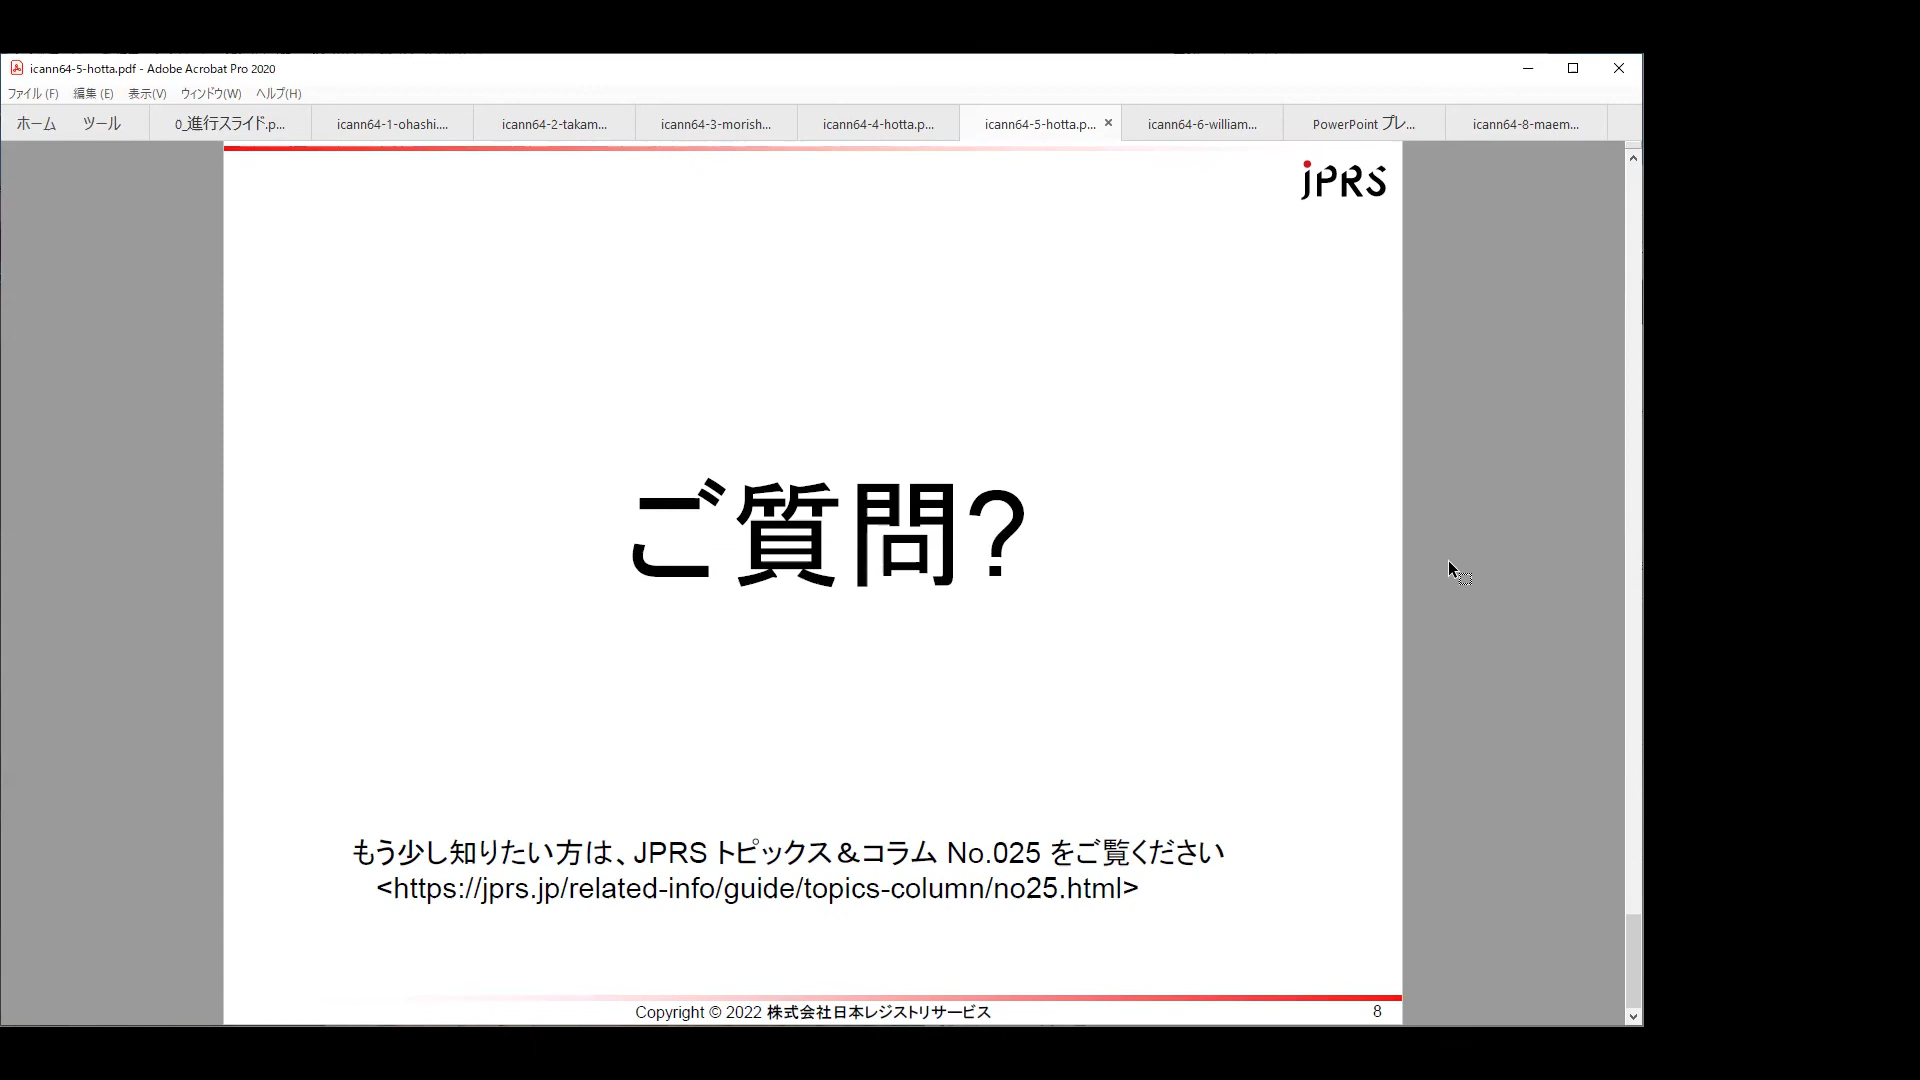 icann64-5-hotta.pdf - Adobe Acrobat Pro 2020
ファイル (F) 編集 (E) 表示(V) ウィンドウ(W) ヘルプ(H)
ホーム ツール 0_進行スライド.p... icann64-1-ohashi.... icann64-2-takam... icann64-3-morish... icann64-4-hotta.p... icann64-5-hotta.p... icann64-6-william... PowerPoint プレ... icann64-8-maem...
jPRS
ご質問?
もう少し知りたい方は、JPRS トピックス＆コラム No.025 をご覧ください
<https://jprs.jp/related-info/guide/topics-column/no25.html>
Copyright © 2022 株式会社日本レジストリサービス 8